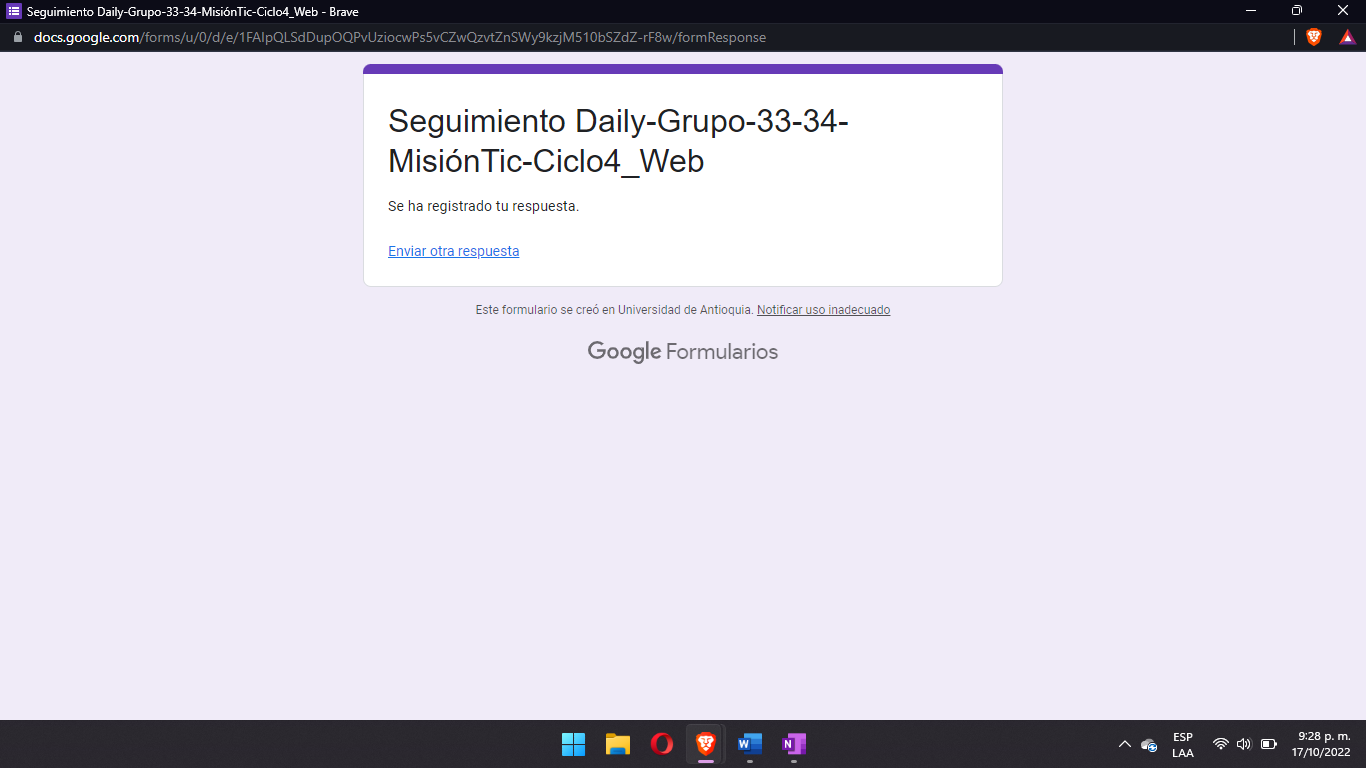 Seguimiento Daily-Grupo-33-34-MisiónTic-Ciclo4_Web - Brave
docs.google.com/forms/u/0/d/e/1FAIpQLSdDupOQPvUziocwPs5vCZwQzvtZnSWy9kzjM510bSZdZ-rF8w/formResponse
Seguimiento Daily-Grupo-33-34-
MisiónTic-Ciclo4_Web
Se ha registrado tu respuesta.
Enviar otra respuesta
Este formulario se creó en Universidad de Antioquia. Notificar uso inadecuado
Google Formularios
ESP
LAA
9:28 p. m.
17/10/2022